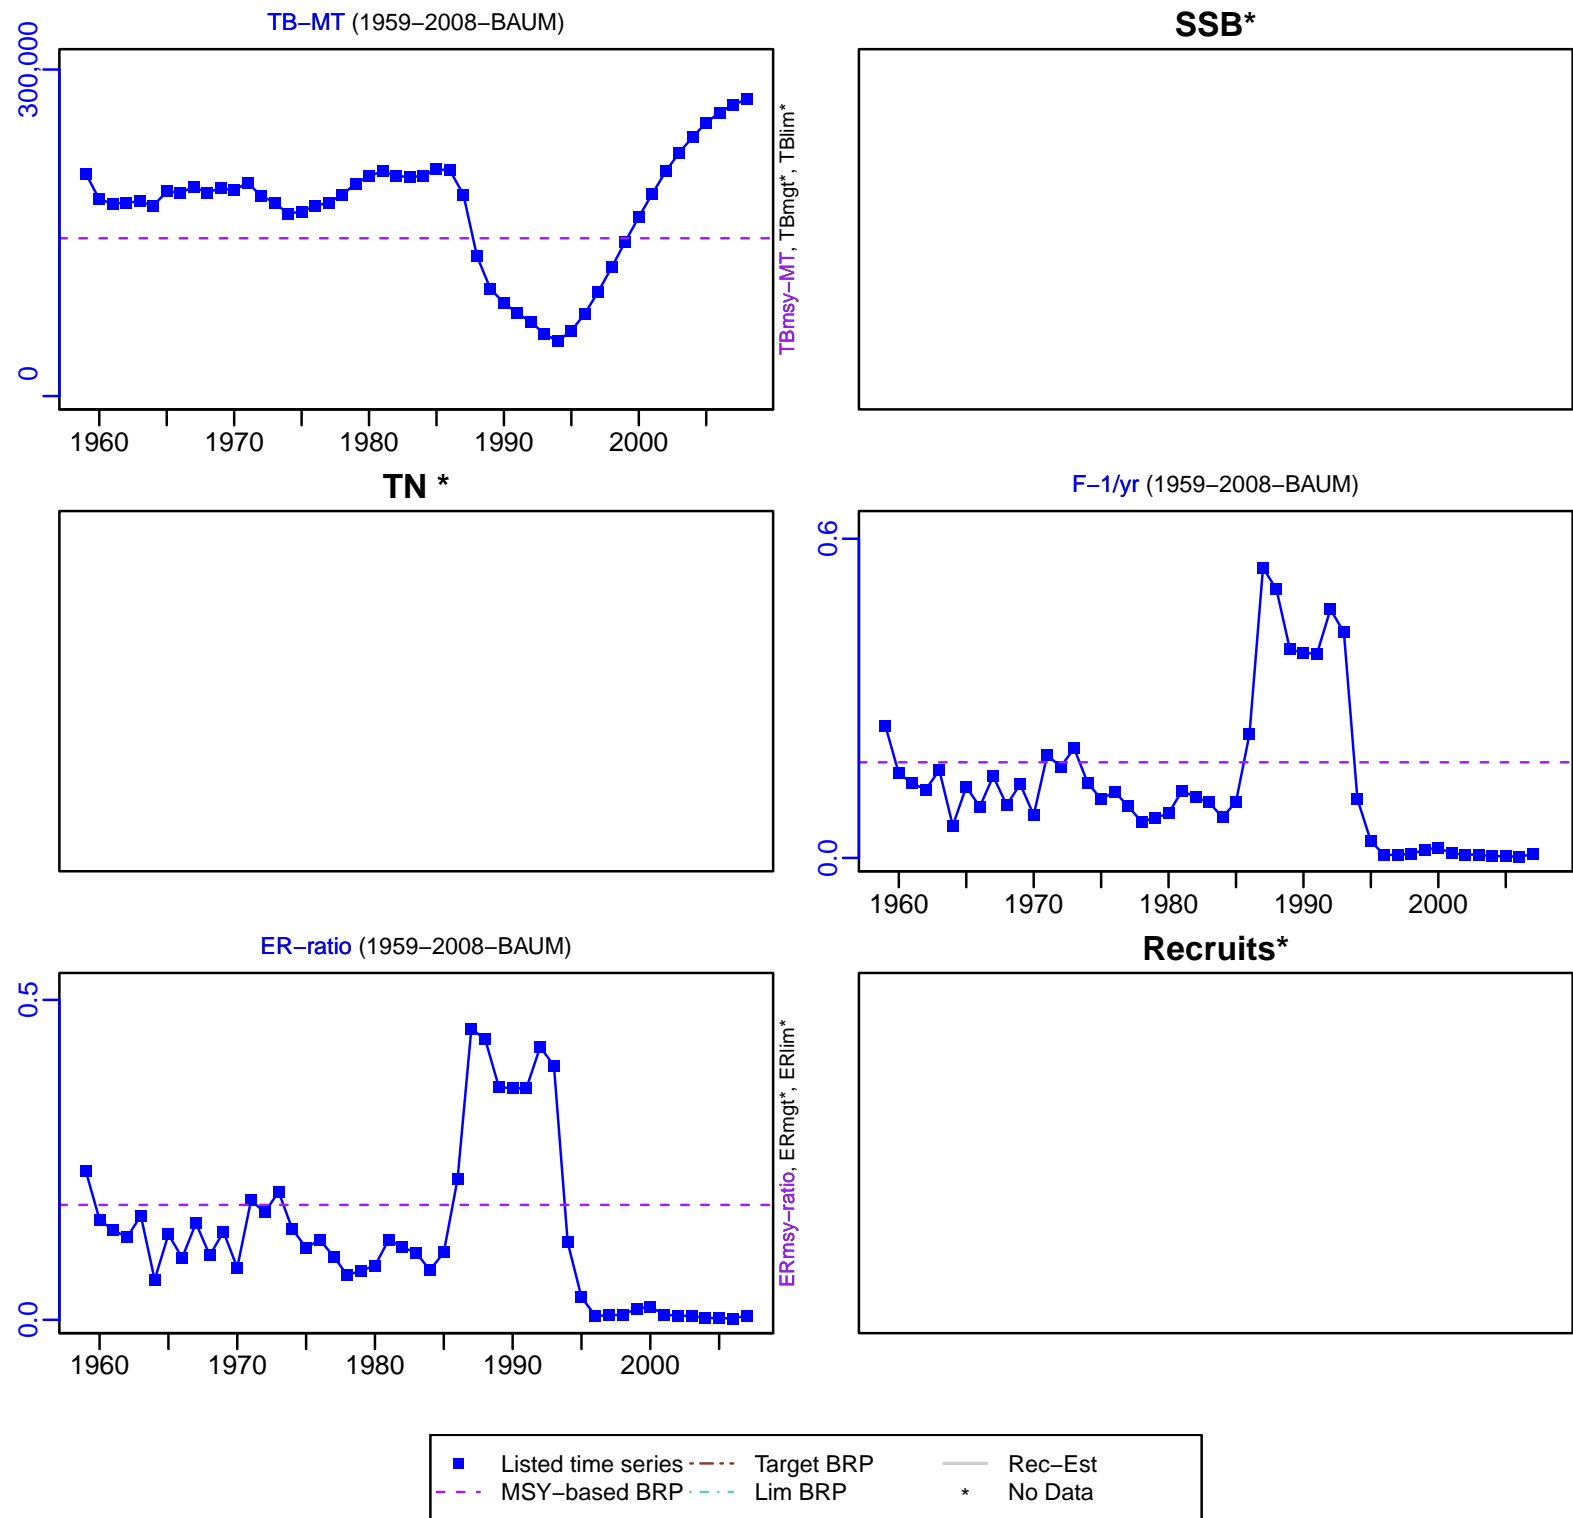 TB−MT (1959−2008−BAUM)
300,000
0
TBmsy−MT, TBmgt*, TBlim*
1960 1970 1980 1990 2000
SSB*
TN *
F−1/yr (1959−2008−BAUM)
0.6
0.0
1960 1970 1980 1990 2000
ER−ratio (1959−2008−BAUM)
0.5
0.0
ERmsy−ratio, ERmgt*, ERlim*
1960 1970 1980 1990 2000
Recruits*
Listed time series Target BRP Rec−Est
MSY−based BRP Lim BRP * No Data